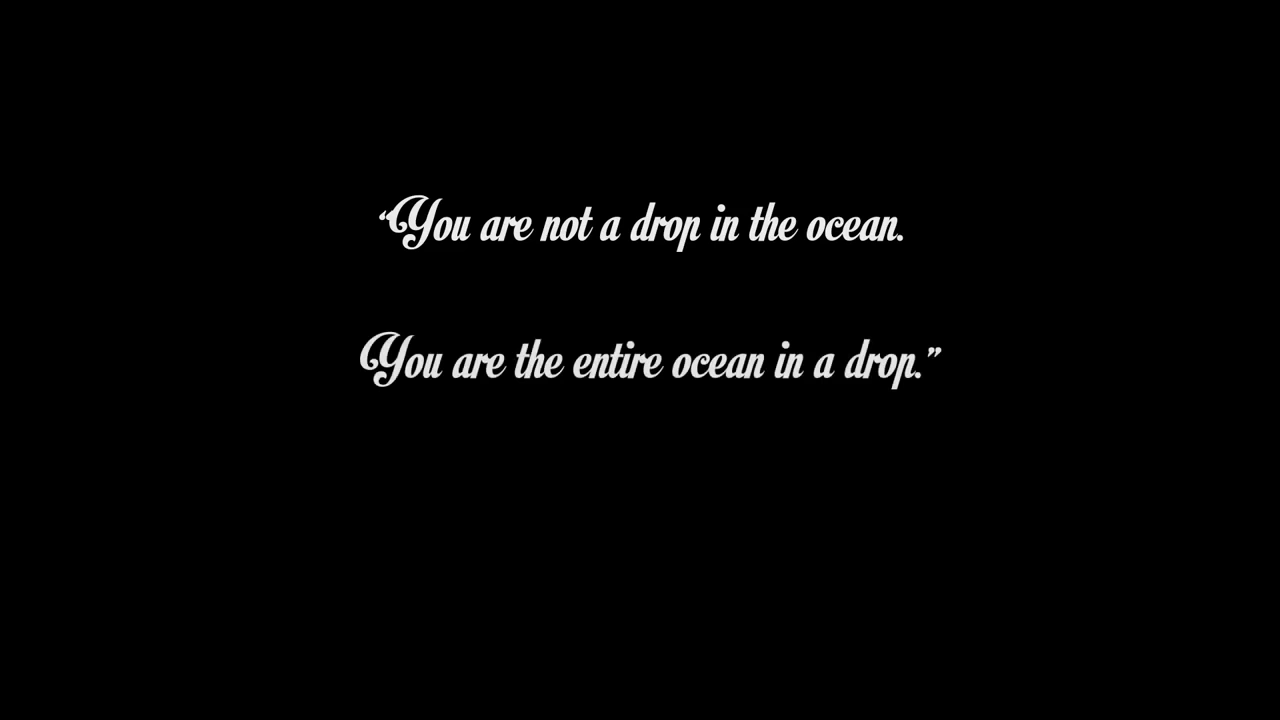 “You are not a drop in the ocean.
You are the entire ocean in a drop.”